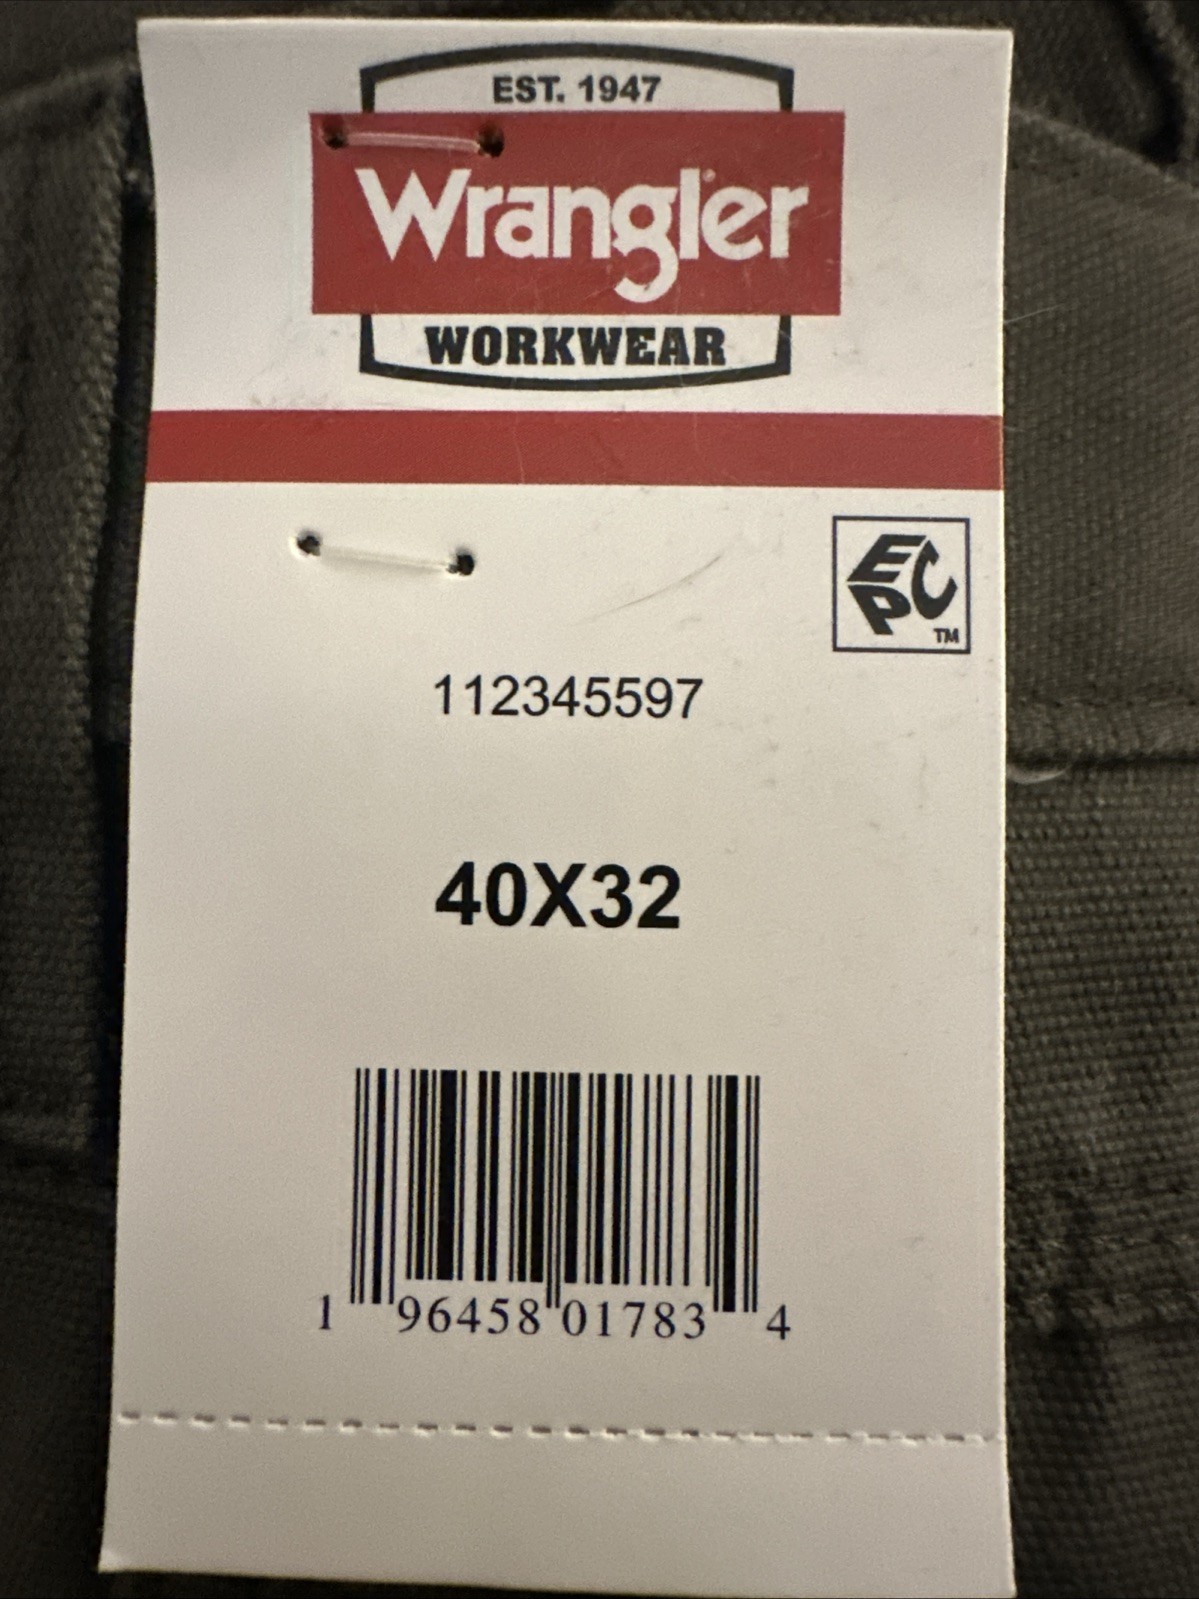 EST. 1947
Wrangler
WORKWEAR
EPC
TM
112345597
40X32
1 96458 01783 4